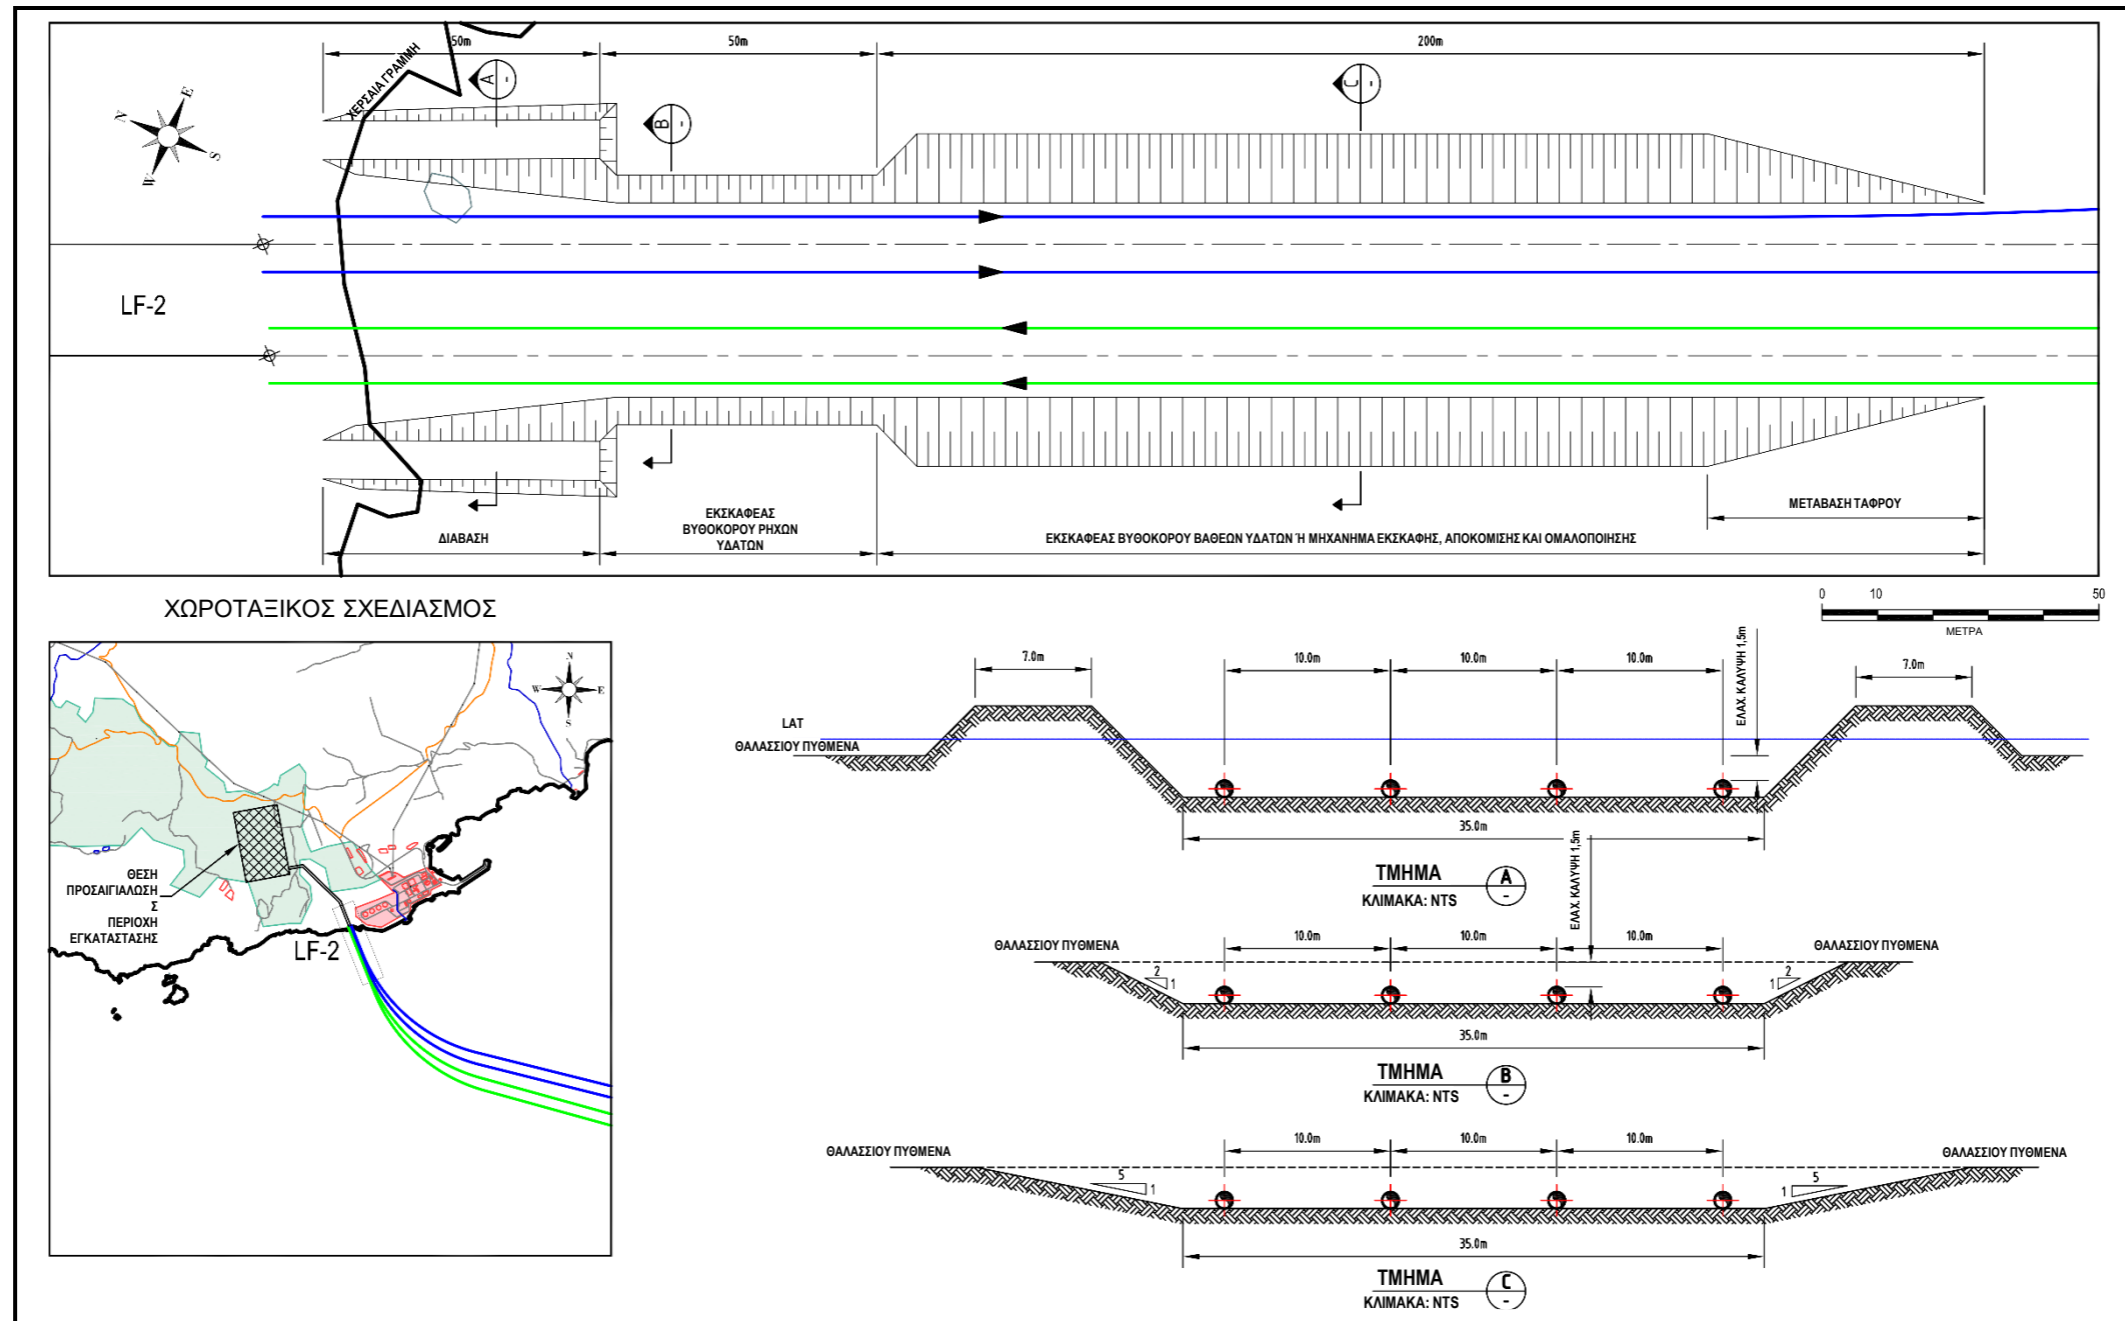 50m
50m
200m
ΧΕΡΣΑΙΑ ΓΡΑΜΜΗ
A
-
B
-
C
-
N
E
S
W
LF-2
ΔΙΑΒΑΣΗ
ΕΚΣΚΑΦΕΑΣ
ΒΥΘΟΚΟΡΟΥ ΡΗΧΩΝ
ΥΔΑΤΩΝ
ΜΕΤΑΒΑΣΗ ΤΑΦΡΟΥ
ΕΚΣΚΑΦΕΑΣ ΒΥΘΟΚΟΡΟΥ ΒΑΘΕΩΝ ΥΔΑΤΩΝ Ή ΜΗΧΑΝΗΜΑ ΕΚΣΚΑΦΗΣ, ΑΠΟΚΟΜΙΣΗΣ ΚΑΙ ΟΜΑΛΟΠΟΙΗΣΗΣ
ΧΩΡΟΤΑΞΙΚΟΣ ΣΧΕΔΙΑΣΜΟΣ
0 10 50
ΜΕΤΡΑ
N
W E
S
ΘΕΣΗ
ΠΡΟΣΑΙΓΙΑΛΩΣΗ
Σ
ΠΕΡΙΟΧΗ
ΕΓΚΑΤΑΣΤΑΣΗΣ
LF-2
7.0m
10.0m
10.0m
10.0m
ΕΛΑΧ. ΚΑΛΥΨΗ 1,5m
7.0m
LAT
ΘΑΛΑΣΣΙΟΥ ΠΥΘΜΕΝΑ
35.0m
ΤΜΗΜΑ A
ΚΛΙΜΑΚΑ: NTS -
ΕΛΑΧ. ΚΑΛΥΨΗ 1,5m
ΘΑΛΑΣΣΙΟΥ ΠΥΘΜΕΝΑ
10.0m
10.0m
10.0m
ΘΑΛΑΣΣΙΟΥ ΠΥΘΜΕΝΑ
2
1
2
1
35.0m
ΤΜΗΜΑ B
ΚΛΙΜΑΚΑ: NTS -
ΘΑΛΑΣΣΙΟΥ ΠΥΘΜΕΝΑ
10.0m
10.0m
10.0m
ΘΑΛΑΣΣΙΟΥ ΠΥΘΜΕΝΑ
5
1
5
1
35.0m
ΤΜΗΜΑ C
ΚΛΙΜΑΚΑ: NTS -